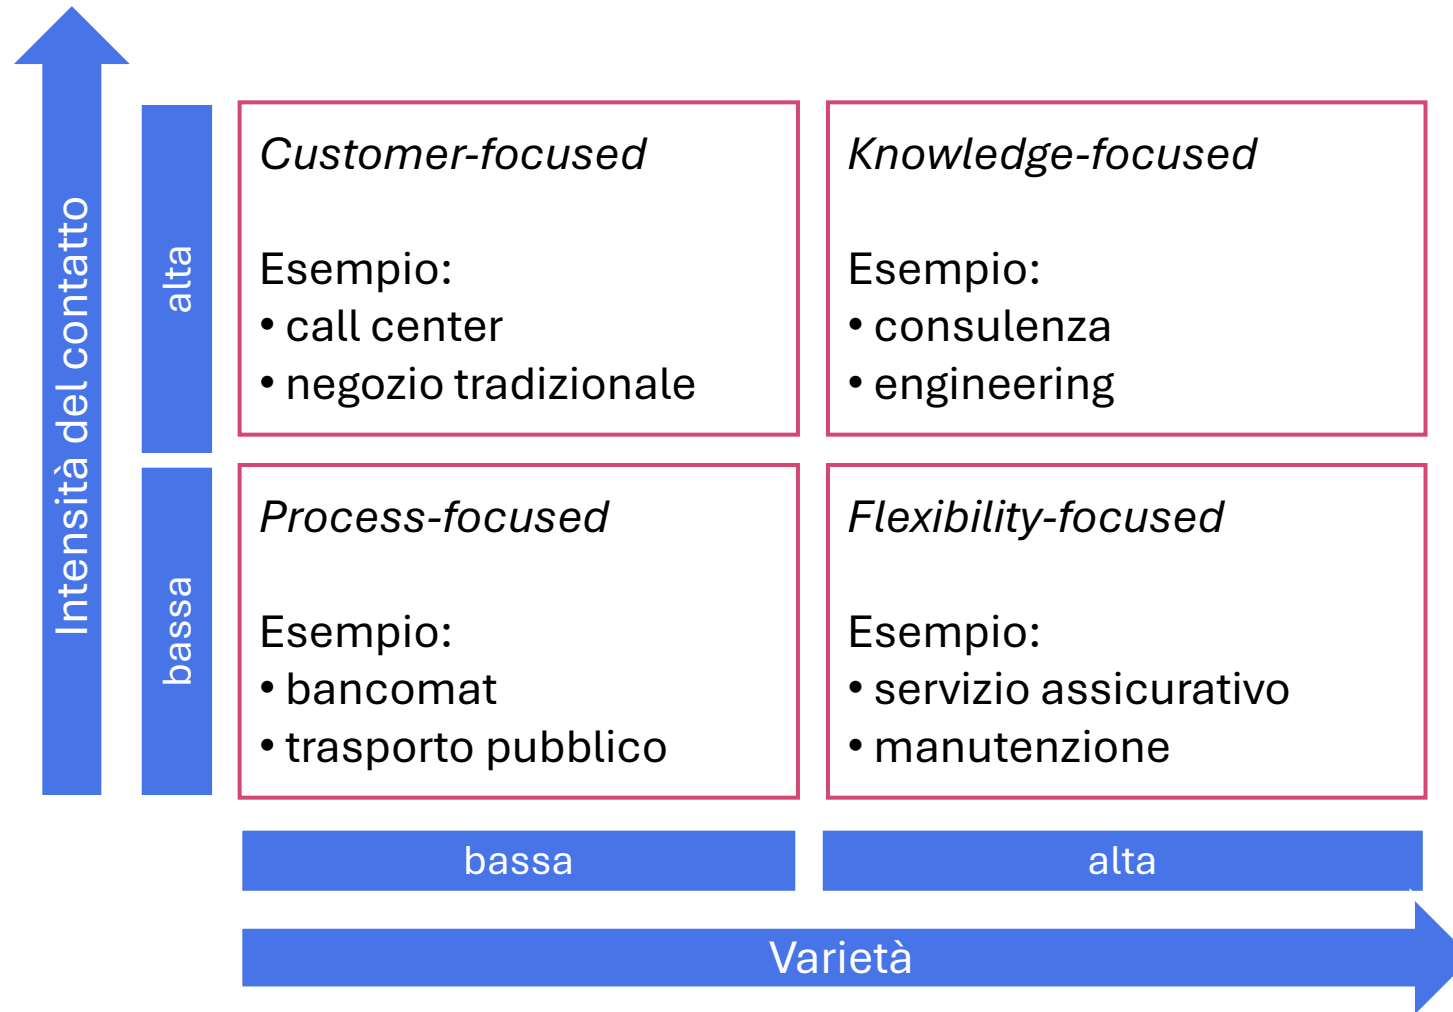 Intensità del contatto
alta
Customer-focused
Esempio:
• call center
• negozio tradizionale
Knowledge-focused
Esempio:
• consulenza
• engineering
bassa
Process-focused
Esempio:
• bancomat
• trasporto pubblico
Flexibility-focused
Esempio:
• servizio assicurativo
• manutenzione
bassa
alta
Varietà